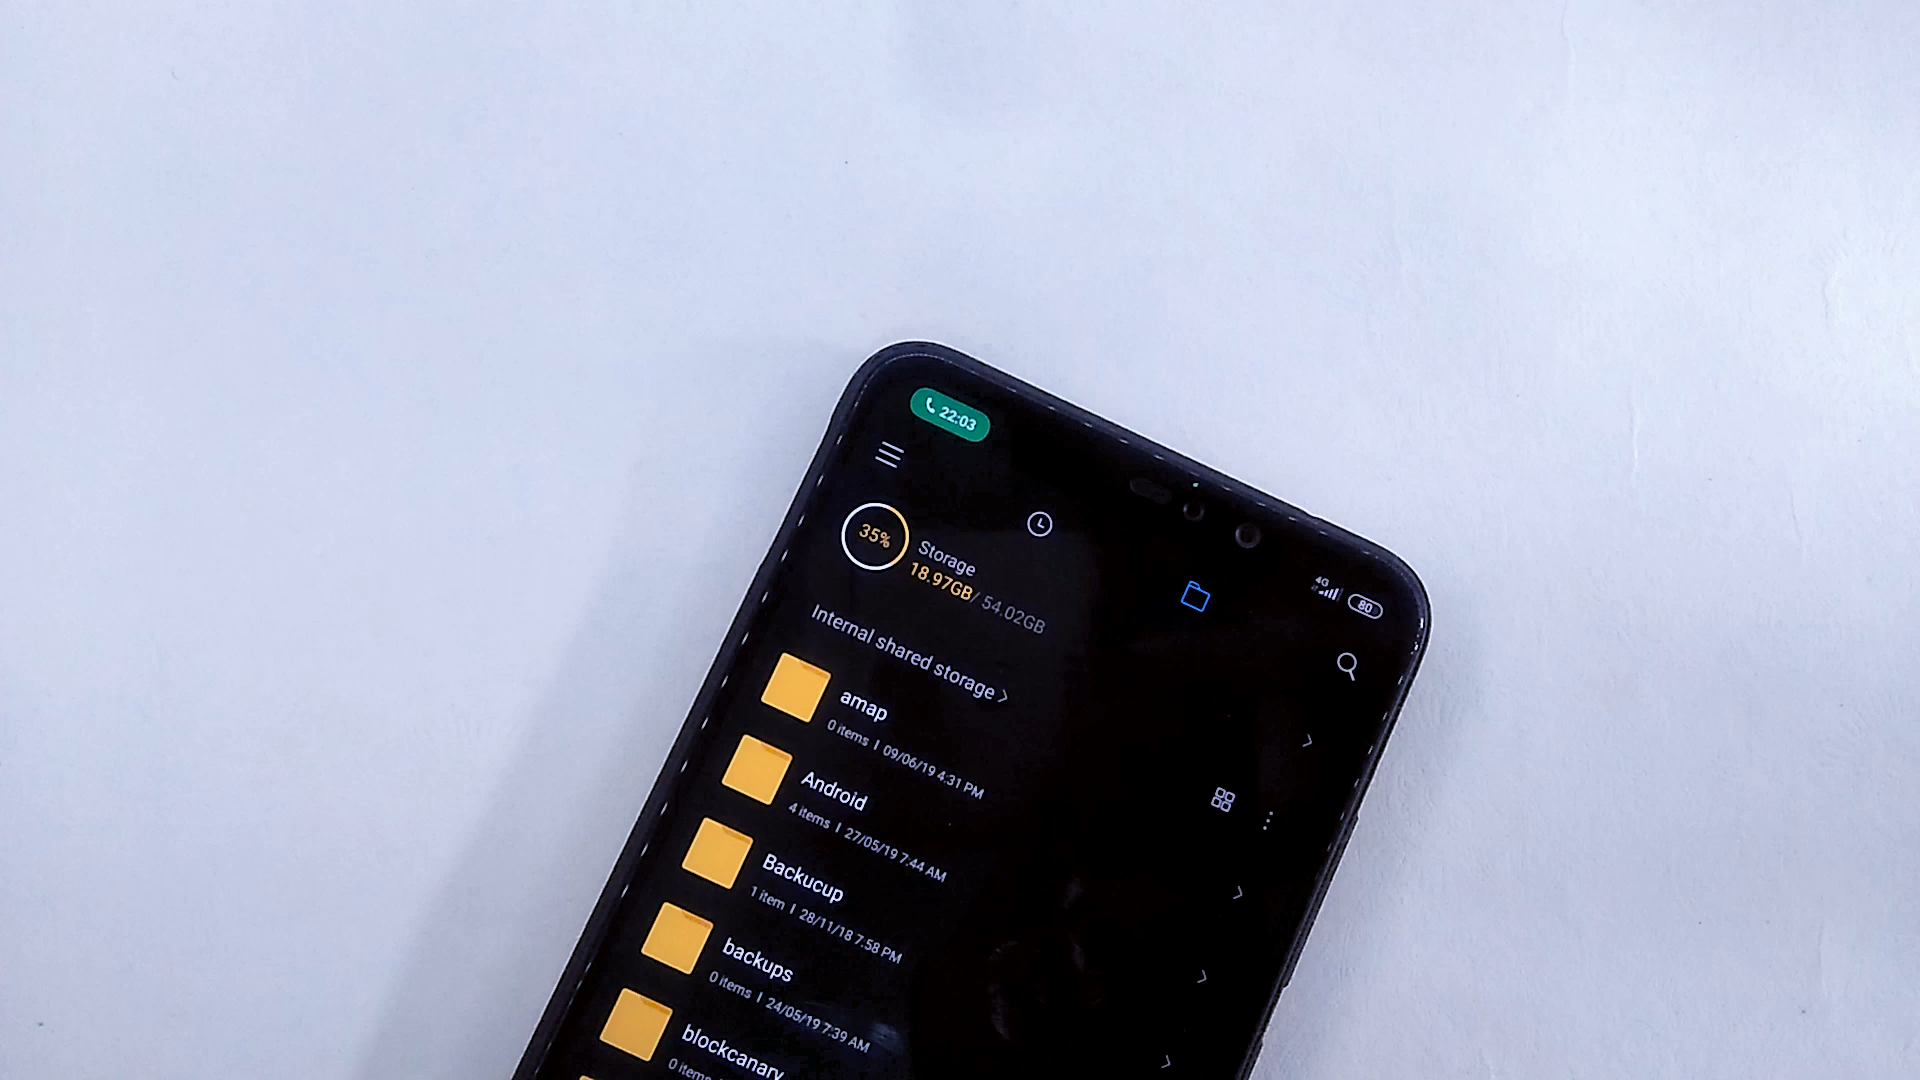 22:03
4G
80
35%
Storage
18.97GB/ 54.02GB
Internal shared storage >
amap
0 items | 09/06/19 4:31 PM
Android
4 items | 27/05/19 7:44 AM
Backucup
1 item | 28/11/18 7:58 PM
backups
0 items | 24/05/19 7:39 AM
blockcanary
0 items